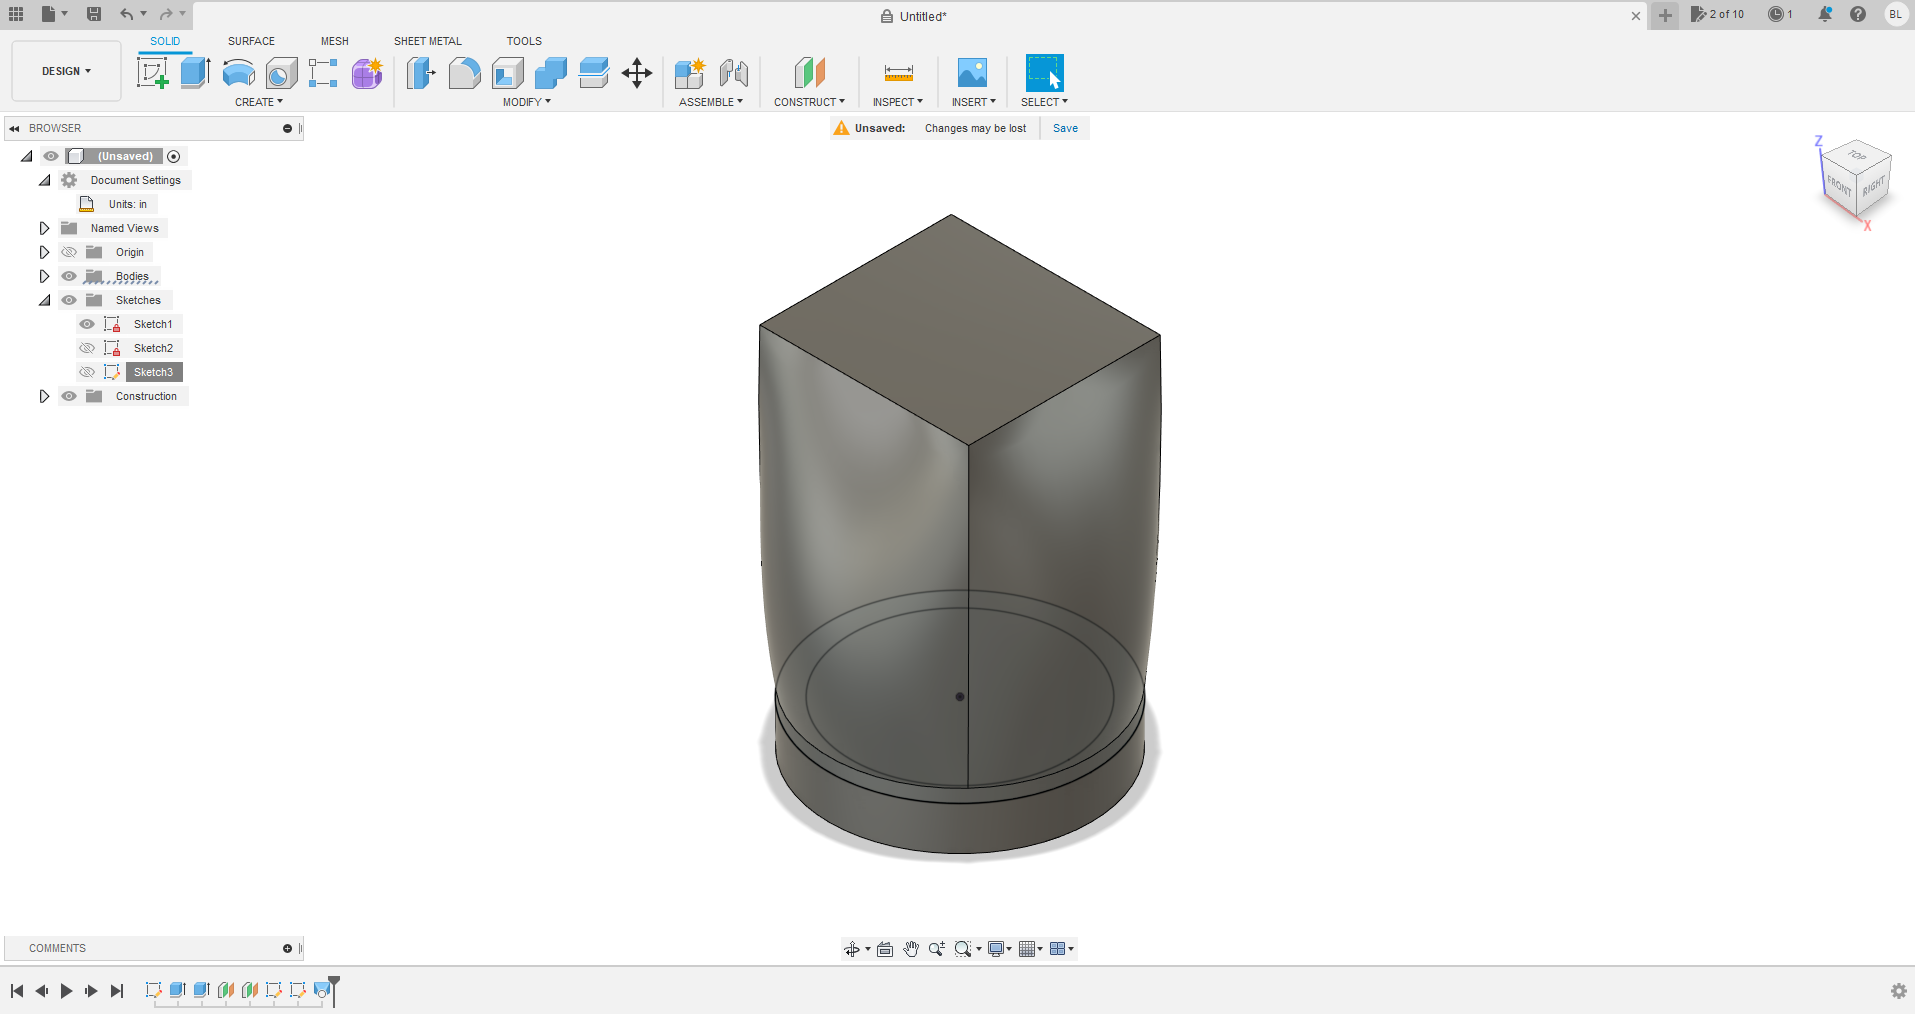 Untitled*
2 of 10
1
BL
DESIGN
SOLID
SURFACE
MESH
SHEET METAL
TOOLS
CREATE
MODIFY
ASSEMBLE
CONSTRUCT
INSPECT
INSERT
SELECT
BROWSER
Unsaved: Changes may be lost Save
(Unsaved)
Document Settings
Units: in
Named Views
Origin
Bodies
Sketches
Sketch1
Sketch2
Sketch3
Construction
Z
TOP
FRONT
RIGHT
X
COMMENTS